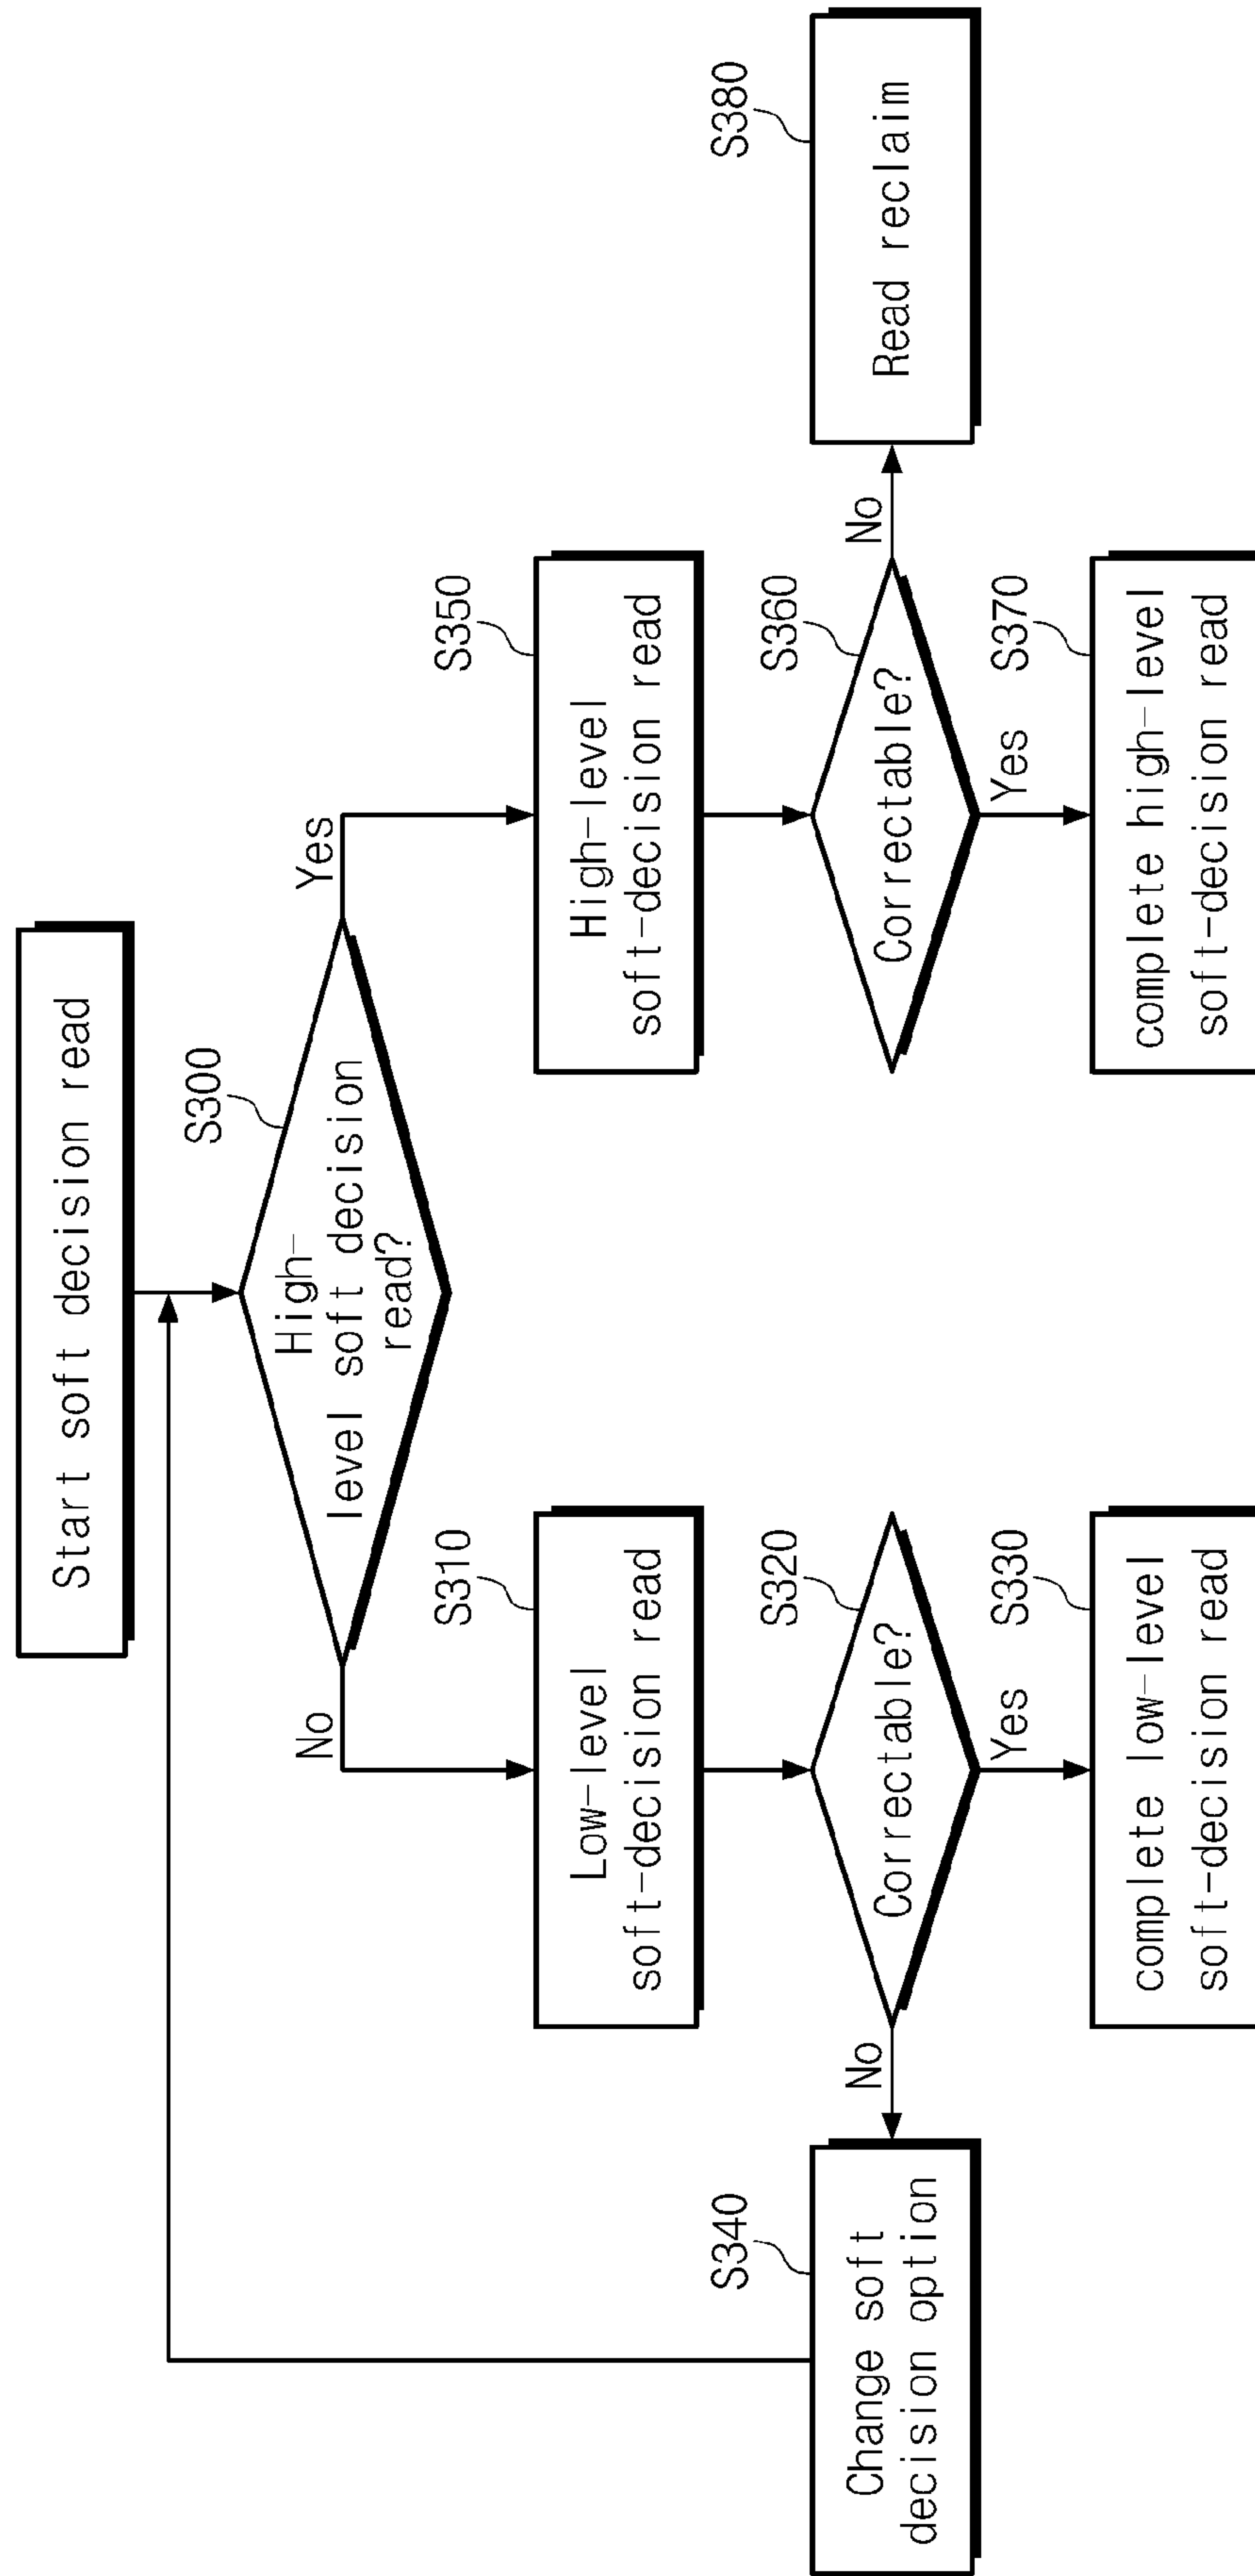 Start soft decision read
S300
High-
level soft decision
read?
No
Yes
S310
Low-level
soft-decision read
S350
High-level
soft-decision read
S340
Change soft
decision option
No
S320
Correctable?
Yes
S360
Correctable?
No
Yes
S380
Read reclaim
S330
complete low-level
soft-decision read
S370
complete high-level
soft-decision read